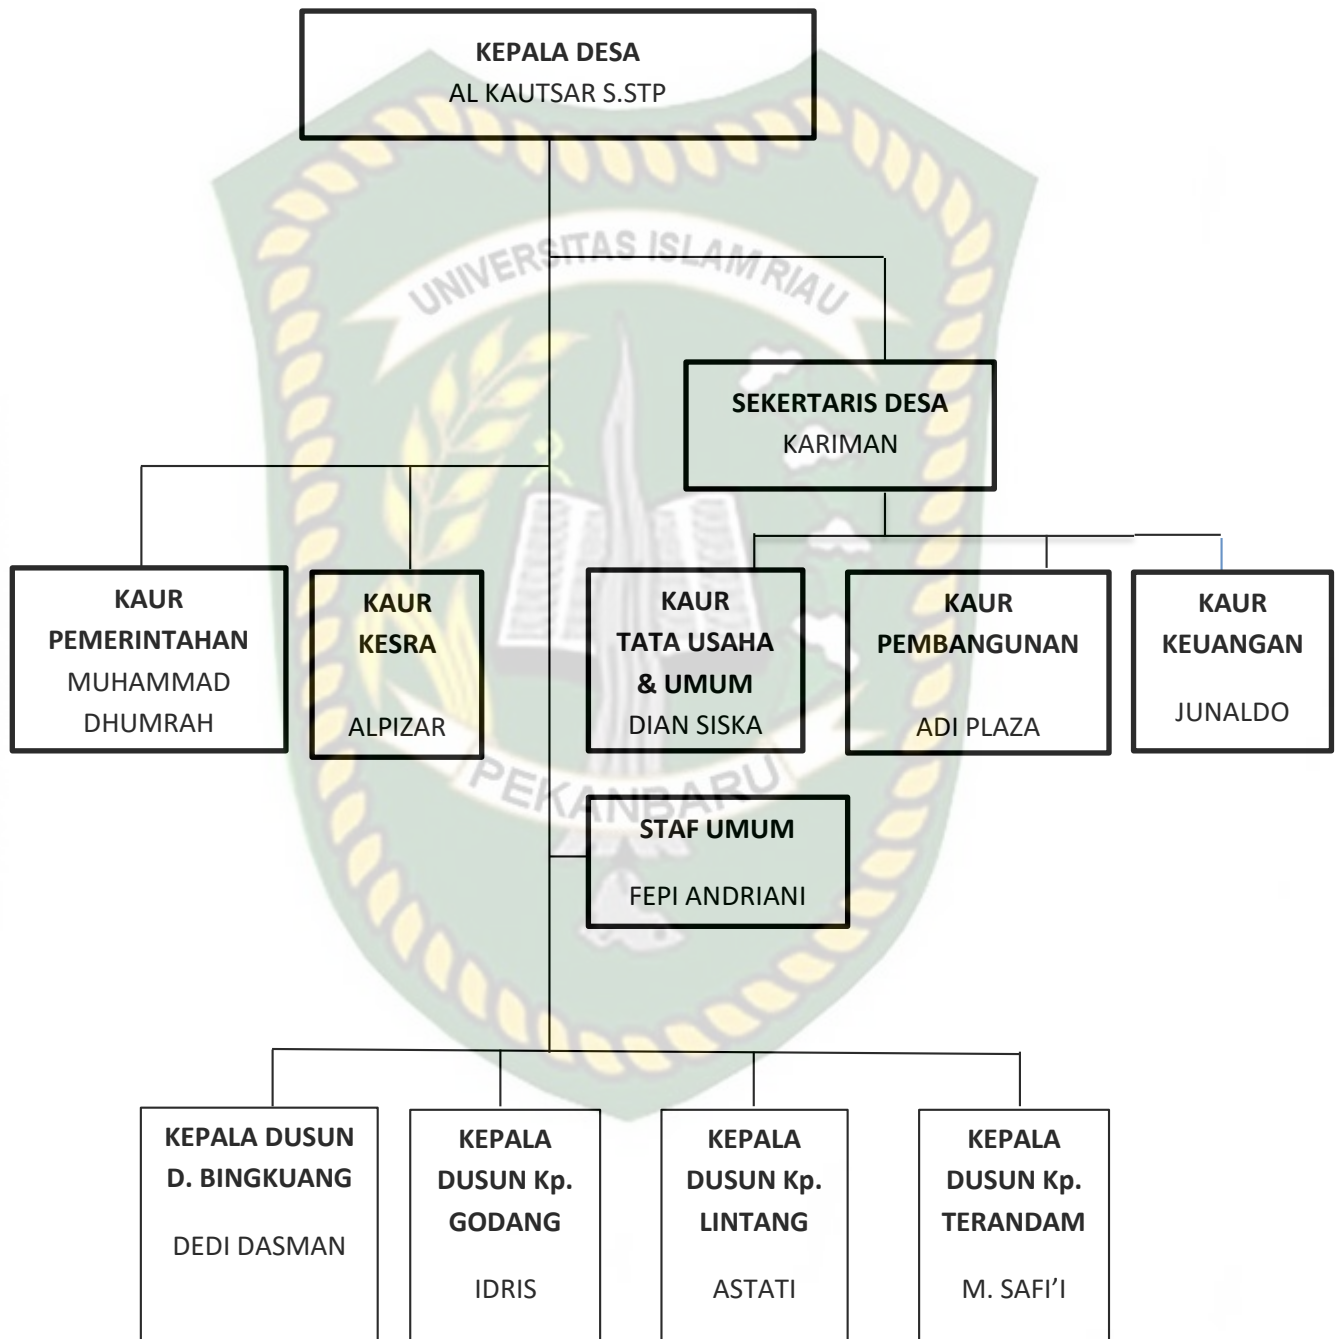 KEPALA DESA
AL KAUTSAR S.STP
UNIVERSITAS ISLAM RIAU
SEKERTARIS DESA
KARIMAN
KAUR
PEMERINTAHAN
MUHAMMAD
DHUMRAH
KAUR
KESRA
ALPIZAR
KAUR
TATA USAHA
& UMUM
DIAN SISKA
KAUR
PEMBANGUNAN
ADI PLAZA
KAUR
KEUANGAN
JUNALDO
PEKANBARU
STAF UMUM
FEPI ANDRIANI
KEPALA DUSUN
D. BINGKUANG
DEDI DASMAN
KEPALA
DUSUN Kp.
GODANG
IDRIS
KEPALA
DUSUN Kp.
LINTANG
ASTATI
KEPALA
DUSUN Kp.
TERANDAM
M. SAFI’I